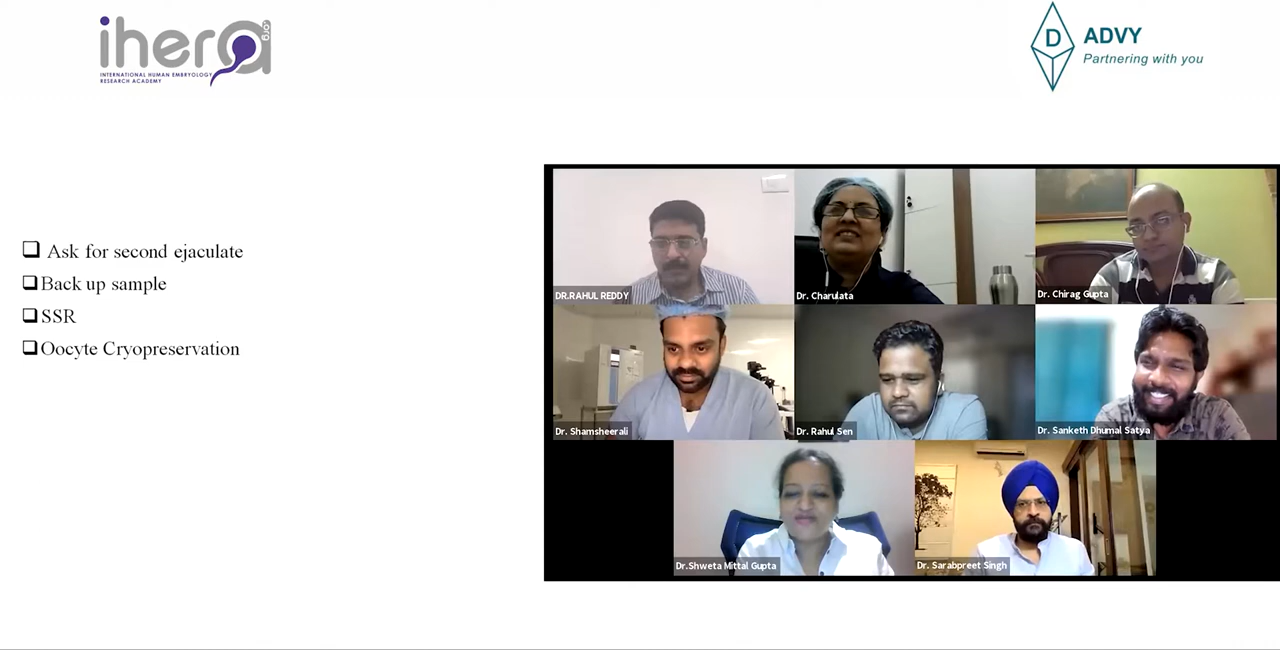 ihera
.org
INTERNATIONAL HUMAN EMBRYOLOGY
RESEARCH ACADEMY
D
ADVY
Partnering with you
Ask for second ejaculate
Back up sample
SSR
Oocyte Cryopreservation
DR.RAHUL REDDY
Dr. Charulata
Dr. Chirag Gupta
Dr. Shamsheerali
Dr. Rahul Sen
Dr. Sanketh Dhumal Satya
Dr.Shweta Mittal Gupta
Dr. Sarabpreet Singh